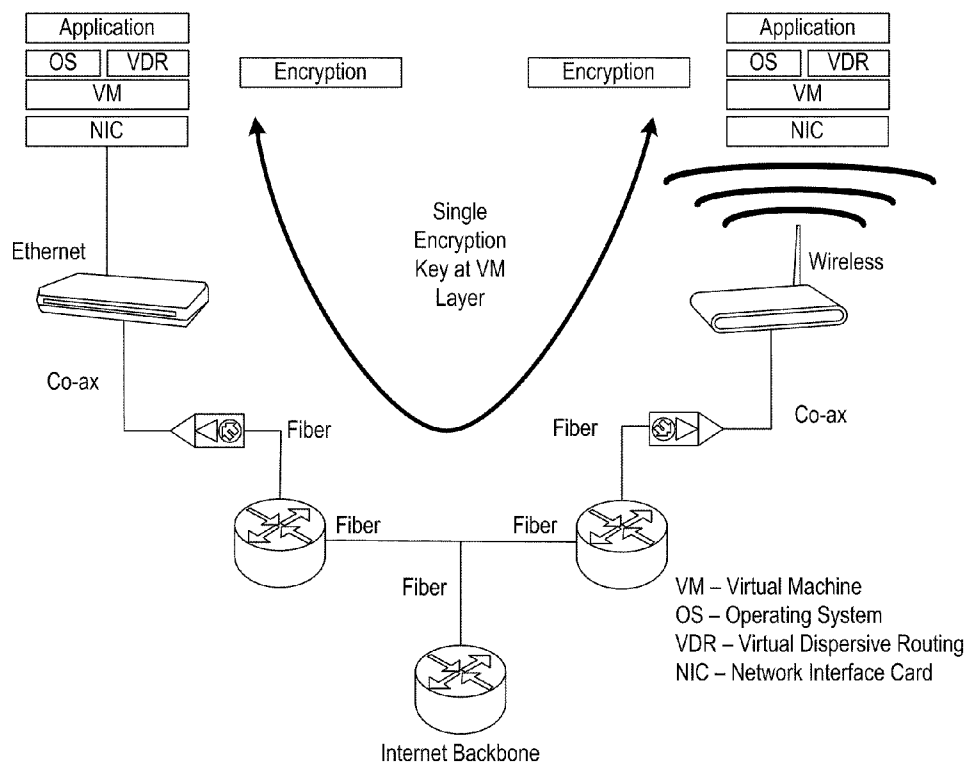 Application
OS
VDR
VM
NIC
Encryption
Encryption
Application
OS
VDR
VM
NIC
Single
Encryption
Key at VM
Layer
Ethernet
Wireless
Co-ax
Fiber
Fiber
Co-ax
Fiber
Fiber
Fiber
VM – Virtual Machine
OS – Operating System
VDR – Virtual Dispersive Routing
NIC – Network Interface Card
Internet Backbone